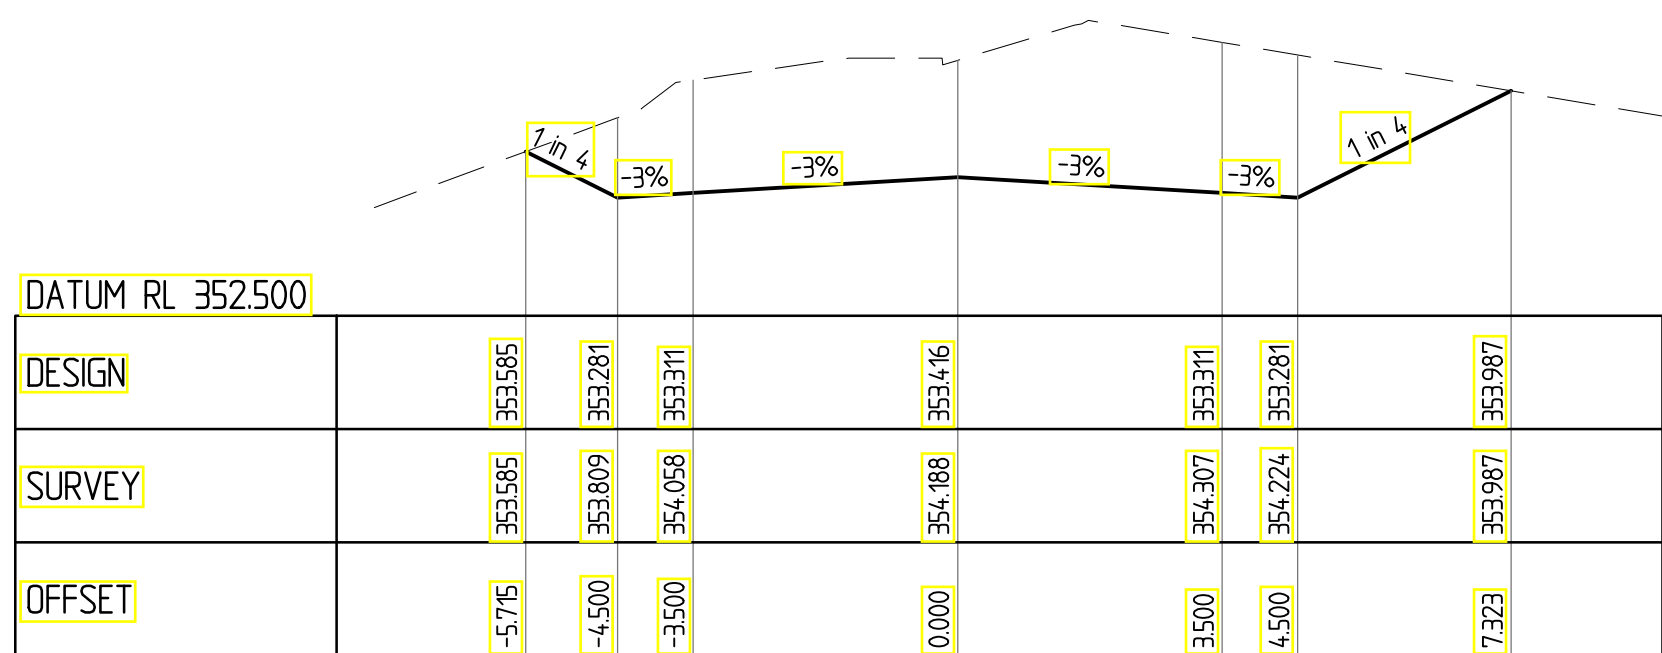 1 in 4
-3%
-3%
-3%
-3%
1 in 4
DATUM RL 352.500
DESIGN 353.585 353.281 353.311 353.416 353.311 353.281 353.987
SURVEY 353.585 353.809 354.058 354.188 354.307 354.224 353.987
OFFSET -5.715 -4.500 -3.500 0.000 3.500 4.500 7.323